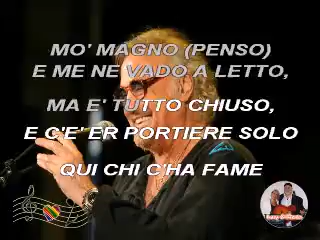 MO' MAGNO (PENSO)
E ME NE VADO A LETTO,
MA E' TUTTO CHIUSO,
E C'E' ER PORTIERE SOLO
QUI CHI C'HA FAME